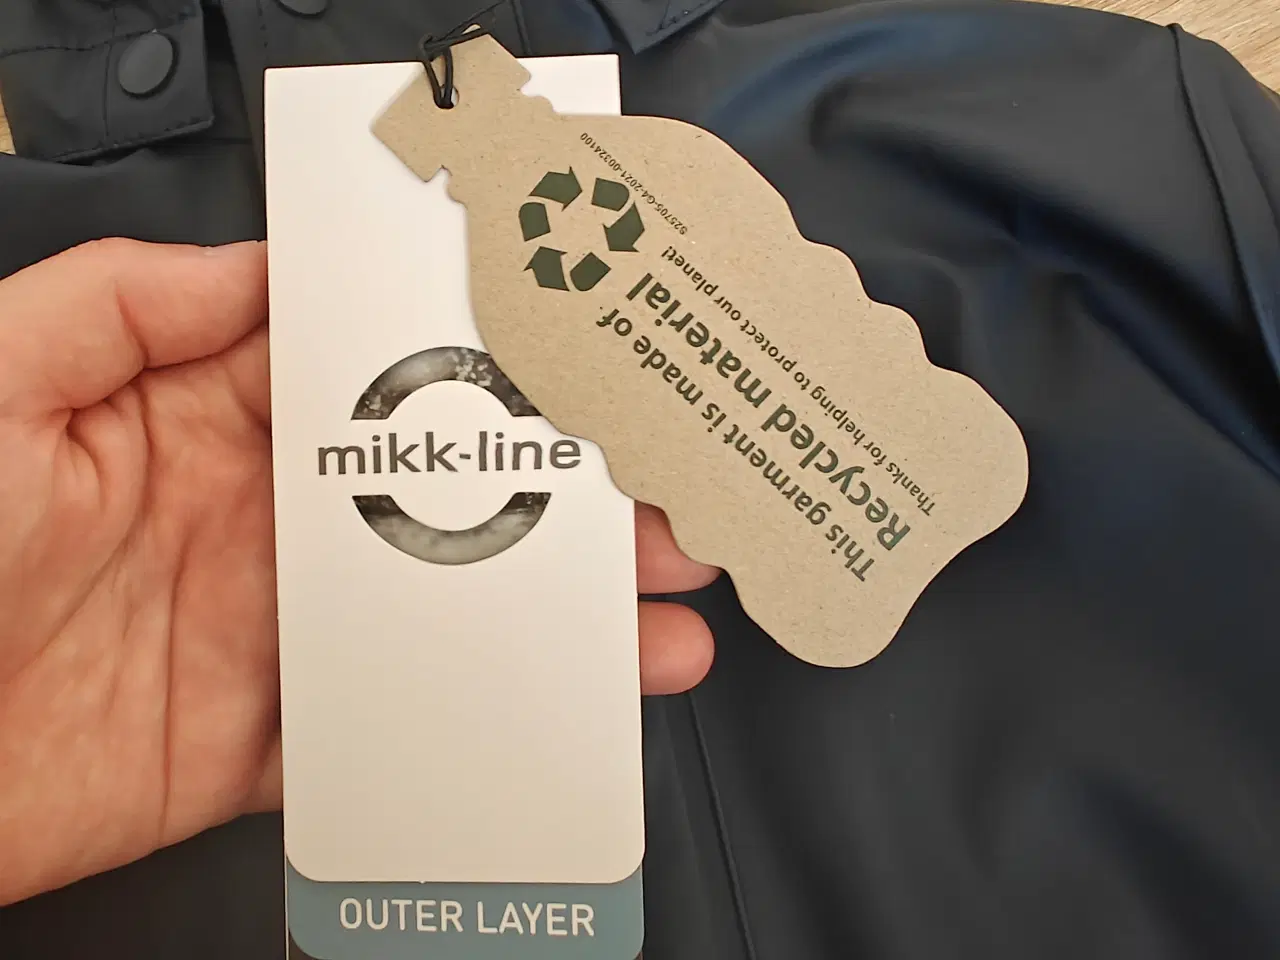 mikk-line
OUTER LAYER
This garment is made of
Recycled material
Thanks for helping to protect our planet!
925705-G4-2021-00324100